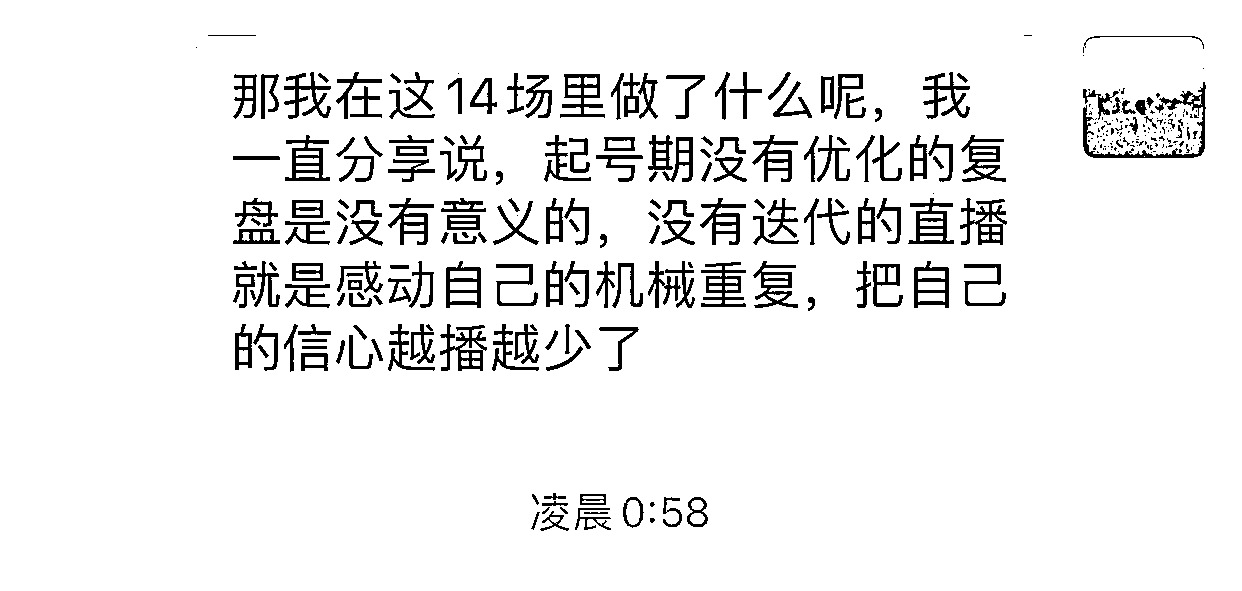 那我在这14场里做了什么呢，我
一直分享说，起号期没有优化的复
盘是没有意义的，没有迭代的直播
就是感动自己的机械重复，把自己
的信心越播越少了
凌晨0:58